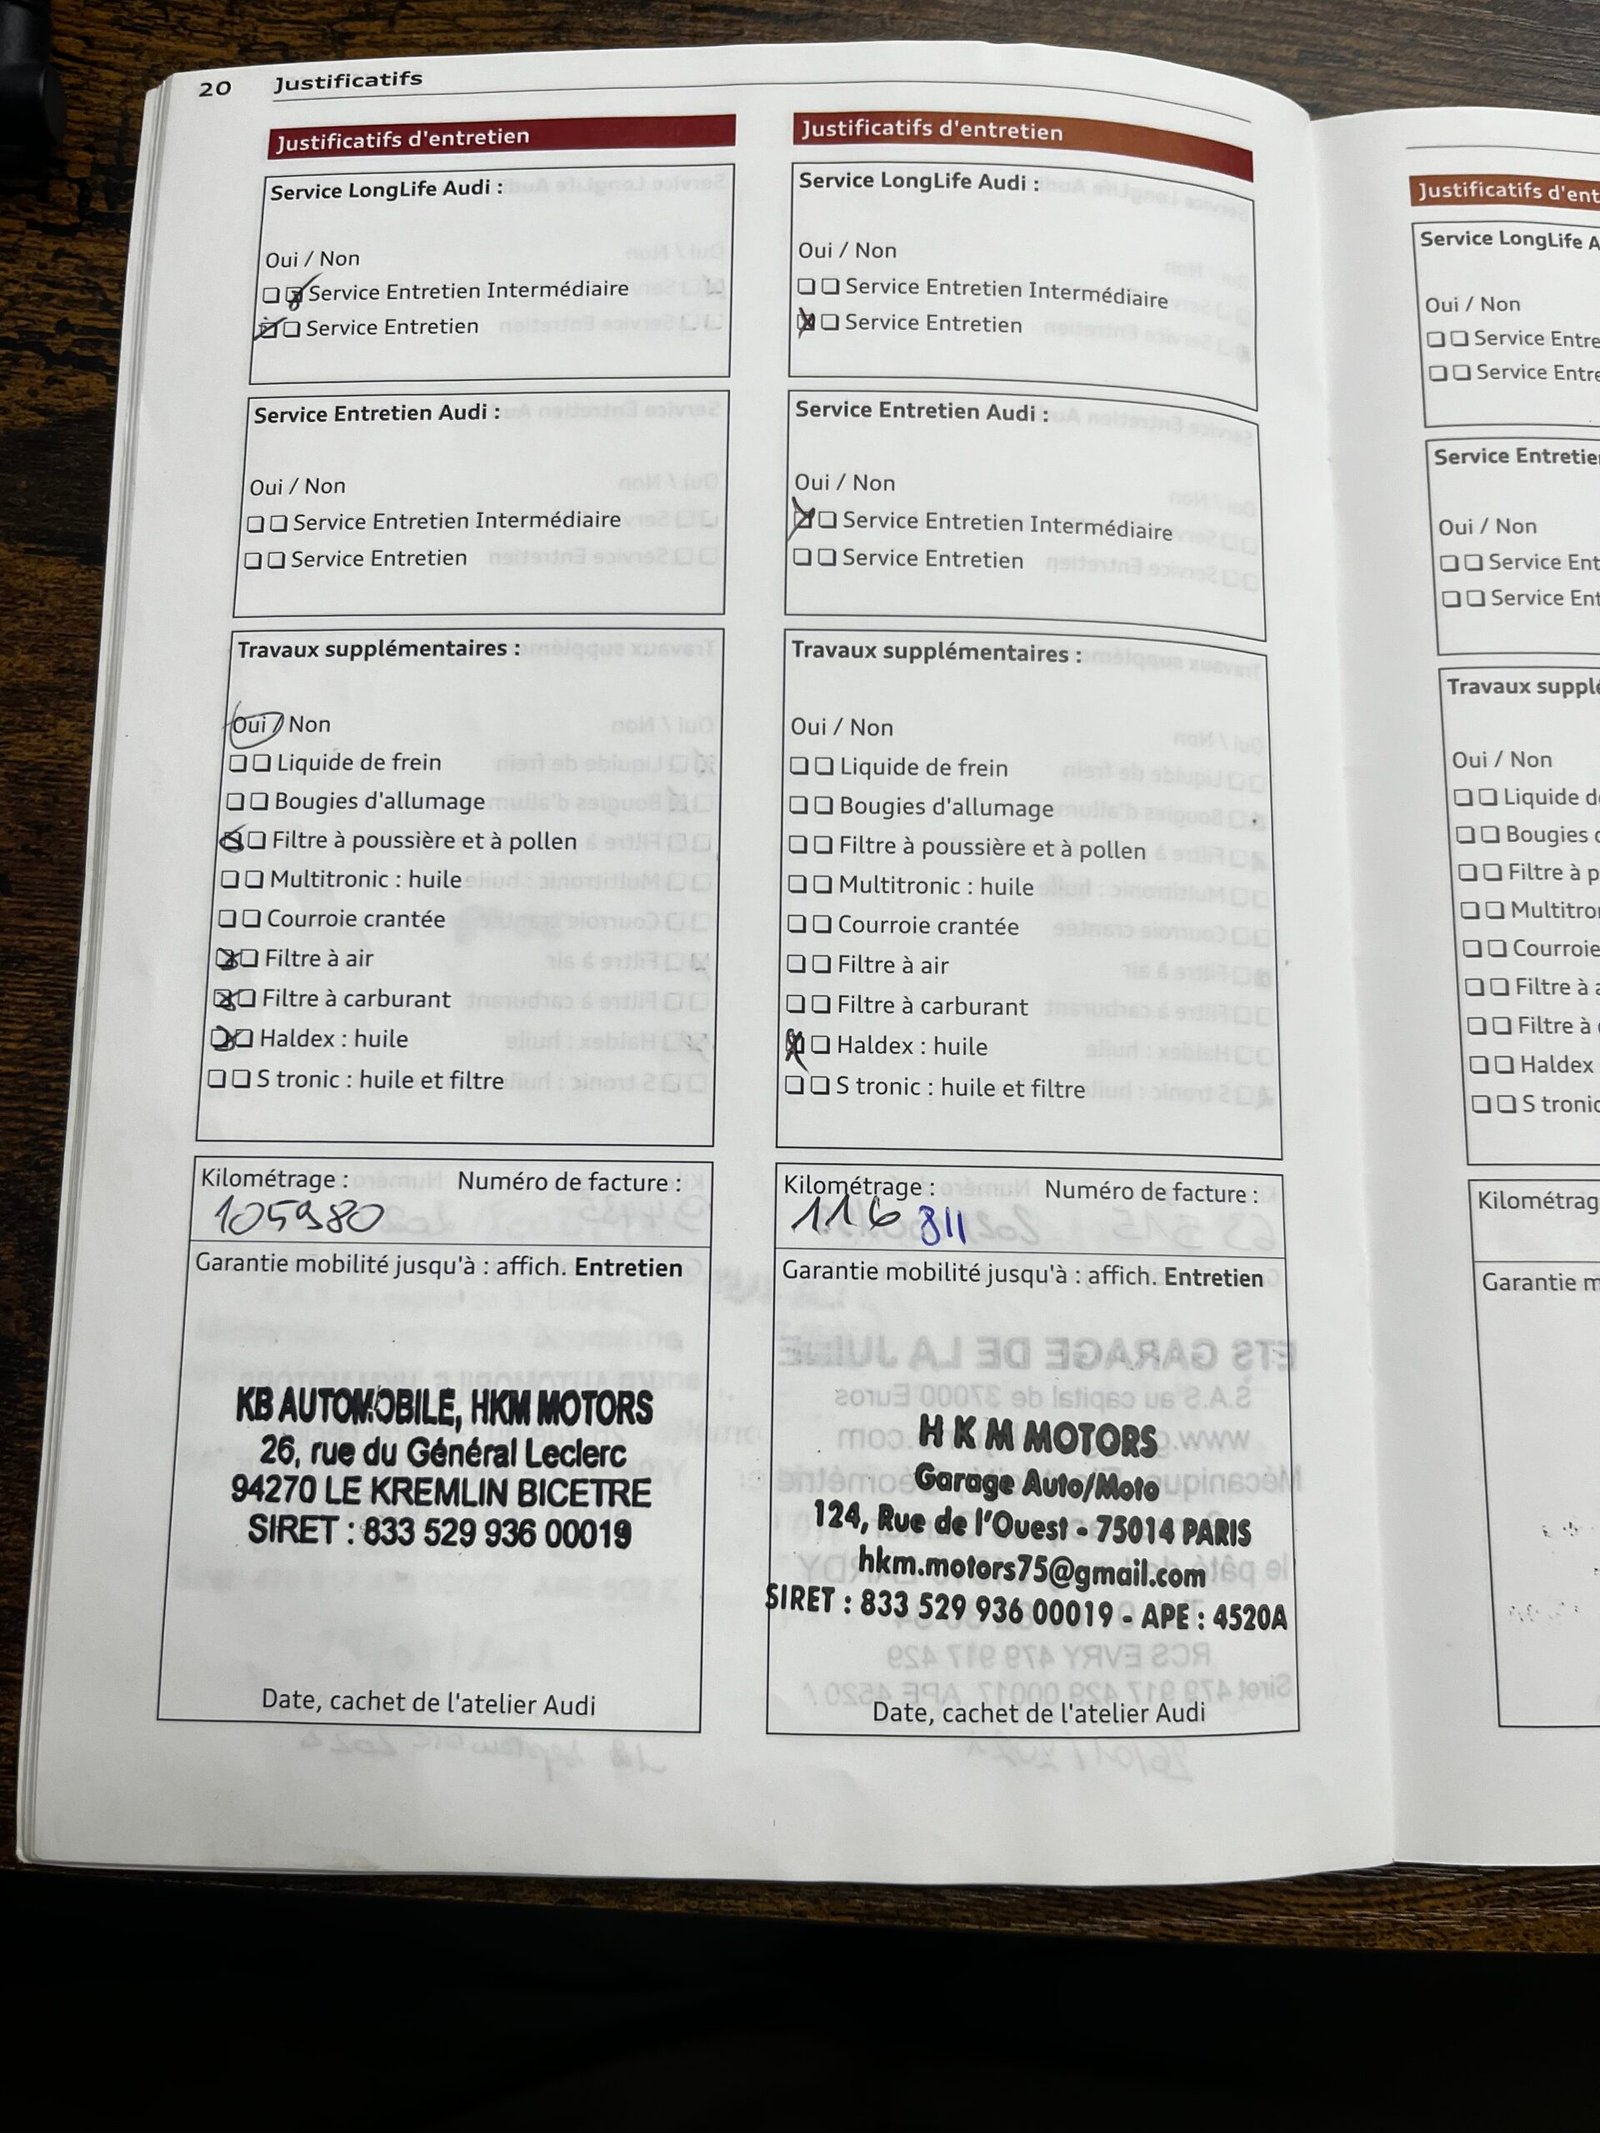 20 Justificatifs
Justificatifs d'entretien
Service LongLife Audi :
Oui / Non
Service Entretien Intermédiaire
Service Entretien
Service Entretien Audi :
Oui / Non
Service Entretien Intermédiaire
Service Entretien
Travaux supplémentaires :
Oui / Non
Liquide de frein
Bougies d'allumage
Filtre à poussière et à pollen
Multitronic : huile
Courroie crantée
Filtre à air
Filtre à carburant
Haldex : huile
S tronic : huile et filtre
Kilométrage : Numéro de facture :
105980
Garantie mobilité jusqu'à : affich. Entretien
KB AUTOMOBILE, HKM MOTORS
26, rue du Général Leclerc
94270 LE KREMLIN BICETRE
SIRET : 833 529 936 00019
Date, cachet de l'atelier Audi
Justificatifs d'entretien
Service LongLife Audi :
Oui / Non
Service Entretien Intermédiaire
Service Entretien
Service Entretien Audi :
Oui / Non
Service Entretien Intermédiaire
Service Entretien
Travaux supplémentaires :
Oui / Non
Liquide de frein
Bougies d'allumage
Filtre à poussière et à pollen
Multitronic : huile
Courroie crantée
Filtre à air
Filtre à carburant
Haldex : huile
S tronic : huile et filtre
Kilométrage : Numéro de facture :
116 811
Garantie mobilité jusqu'à : affich. Entretien
H K M MOTORS
Garage Auto/Moto
124, Rue de l'Ouest - 75014 PARIS
hkm.motors75@gmail.com
SIRET : 833 529 936 00019 - APE : 4520A
Date, cachet de l'atelier Audi
Justificatifs d'ent
Service LongLife A
Oui / Non
Service Entre
Service Entre
Service Entretie
Oui / Non
Service Ent
Service Ent
Travaux supplé
Oui / Non
Liquide d
Bougies
Filtre à p
Multitro
Courroie
Filtre à
Filtre à
Haldex
S tronic
Kilométrag
Garantie m